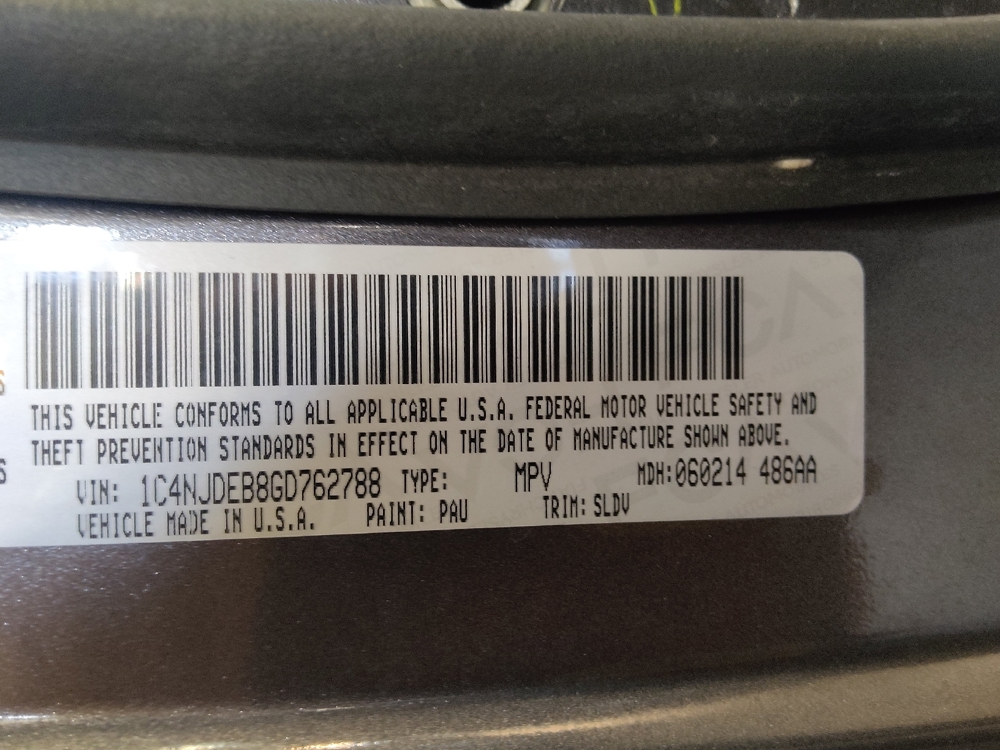 THIS VEHICLE CONFORMS TO ALL APPLICABLE U.S.A. FEDERAL MOTOR VEHICLE SAFETY AND
THEFT PREVENTION STANDARDS IN EFFECT ON THE DATE OF MANUFACTURE SHOWN ABOVE.
VIN: 1C4NJDEB8GD762788 TYPE: MPV MDH:060214 486AA
VEHICLE MADE IN U.S.A. PAINT: PAU TRIM: SLDV